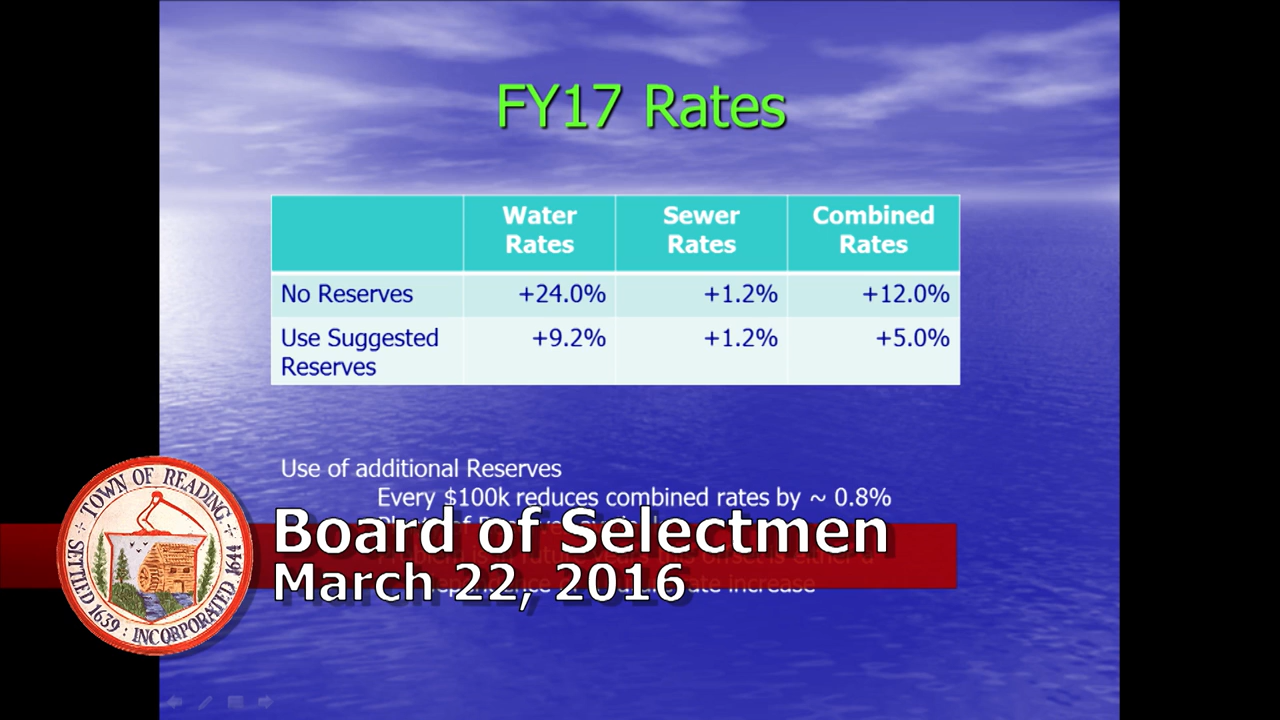 FY17 Rates
Water Rates
Sewer Rates
Combined Rates
No Reserves +24.0% +1.2% +12.0%
Use Suggested Reserves +9.2% +1.2% +5.0%
Use of additional Reserves
Every $100k reduces combined rates by ~ 0.8%
Board of Selectmen
March 22, 2016
rate increase
TOWN OF READING
SETTLED 1639 : INCORPORATED 1644